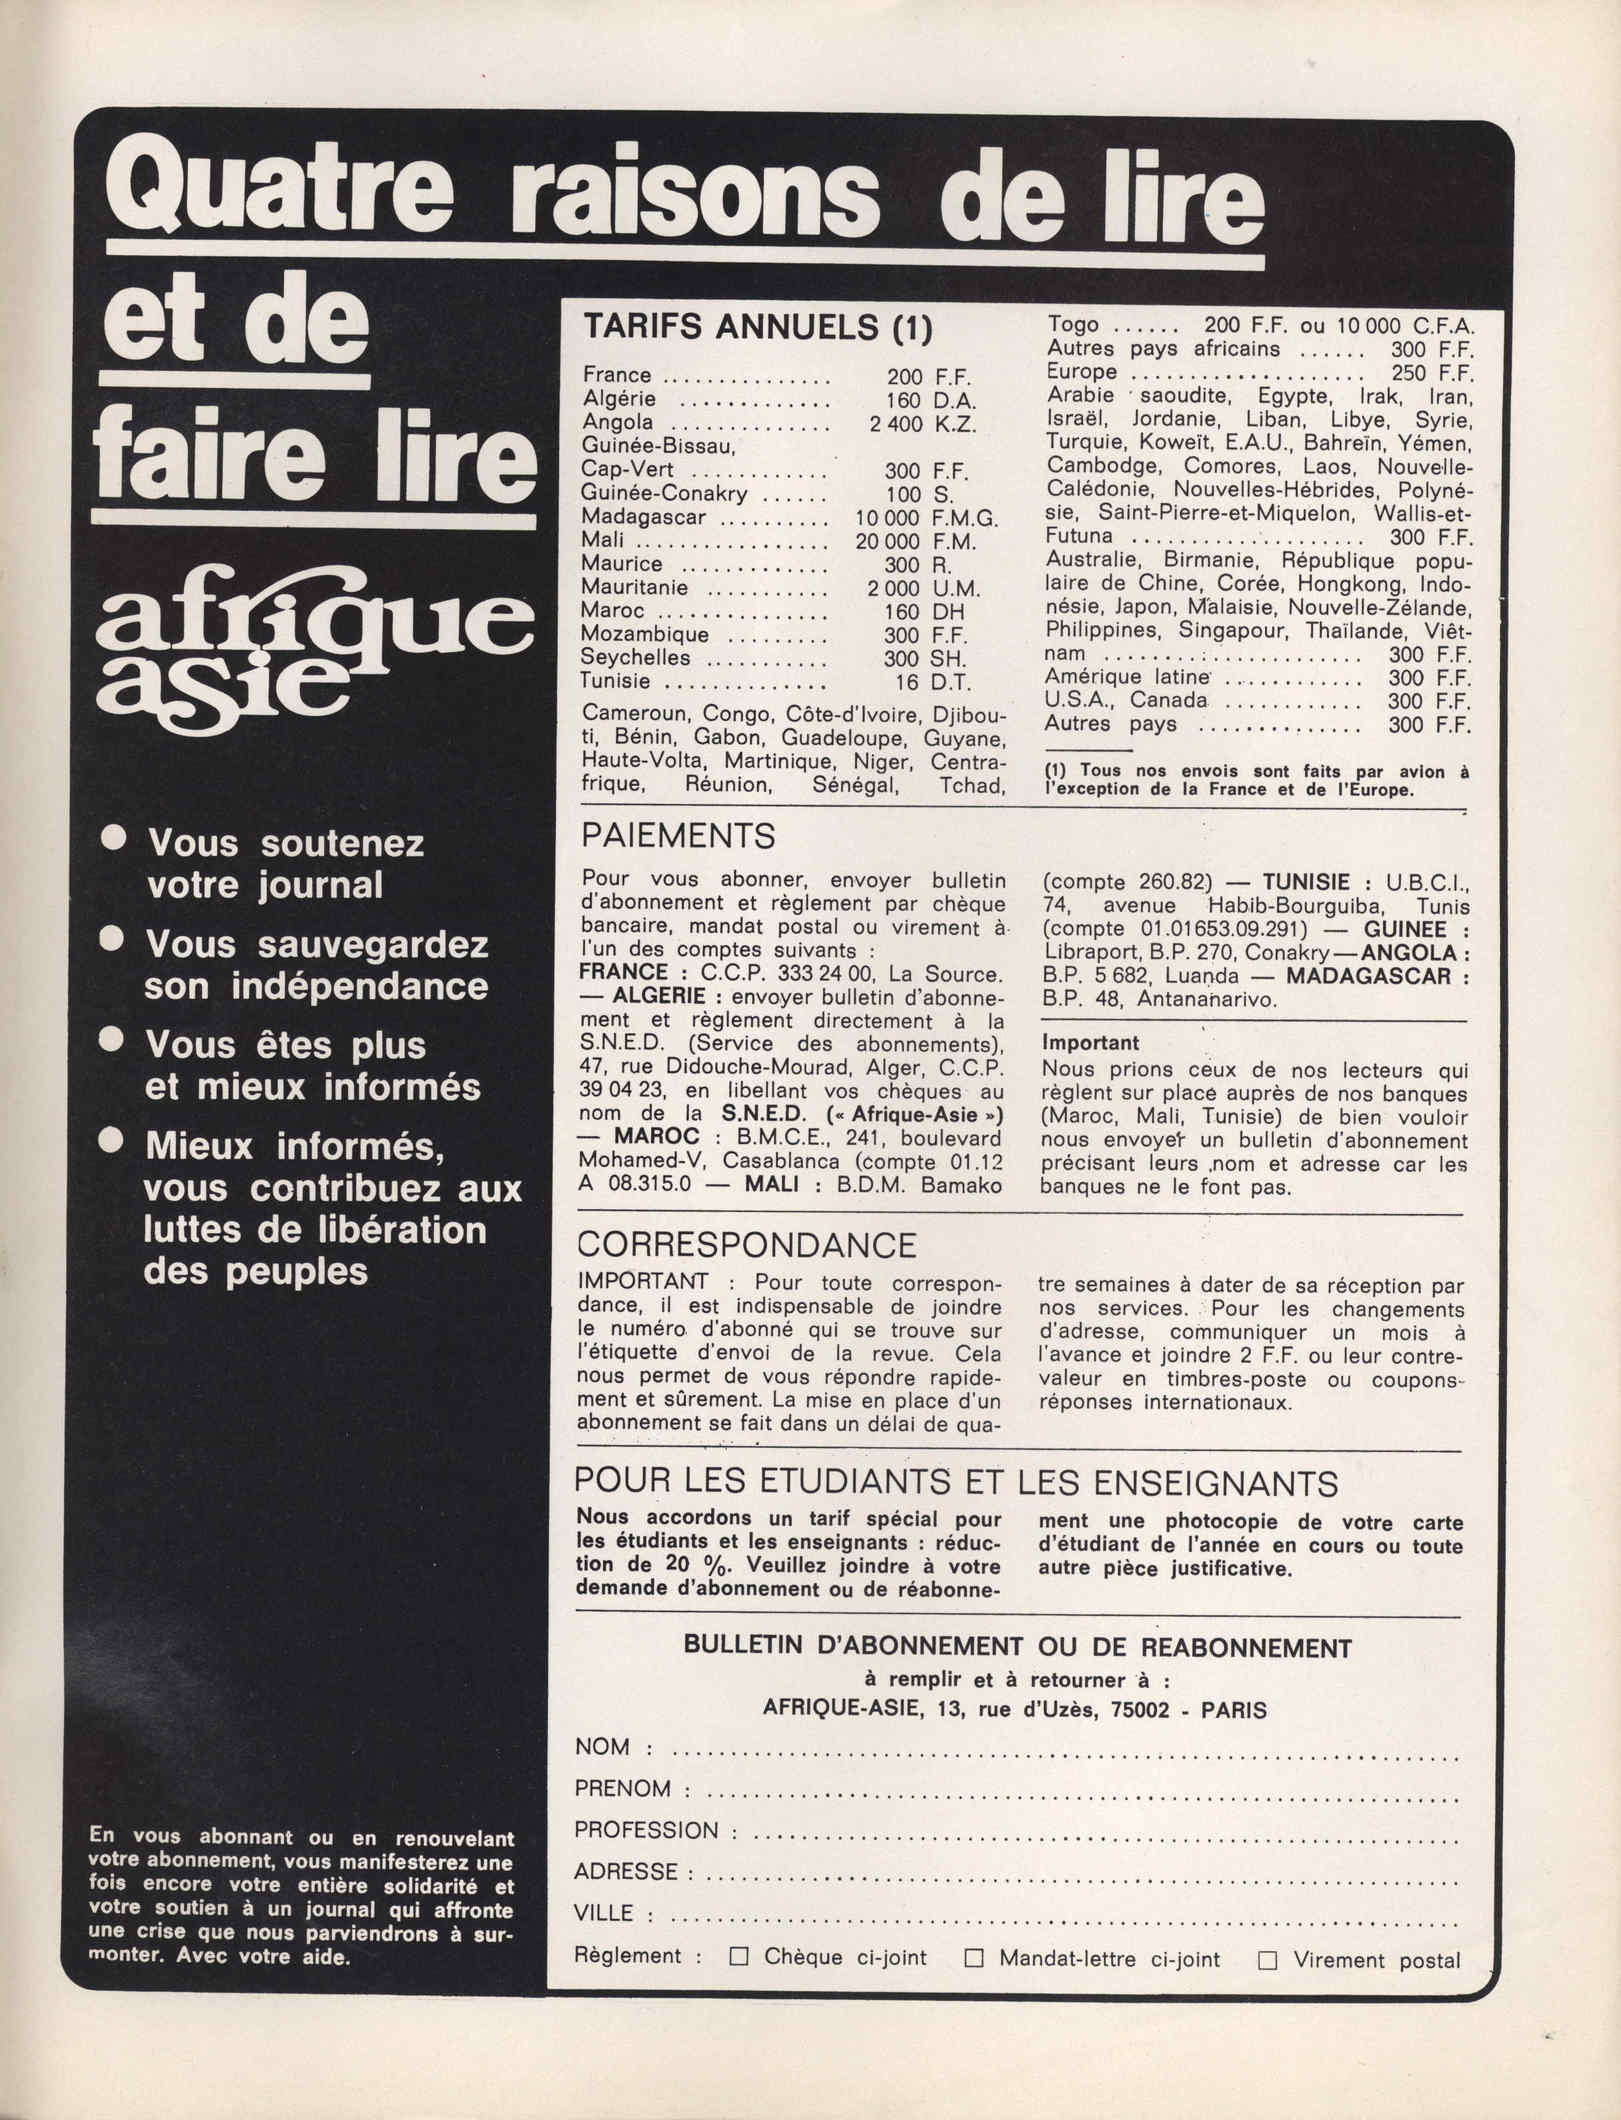 Quatre raisons de lire
et de
faire lire
afrique
asie
● Vous soutenez
votre journal
● Vous sauvegardez
son indépendance
● Vous êtes plus
et mieux informés
● Mieux informés,
vous contribuez aux
luttes de libération
des peuples
En vous abonnant ou en renouvelant
votre abonnement, vous manifesterez une
fois encore votre entière solidarité et
votre soutien à un journal qui affronte
une crise que nous parviendrons à sur-
monter. Avec votre aide.
TARIFS ANNUELS (1)
France ............... 200 F.F.
Algérie ............. 160 D.A.
Angola .............. 2 400 K.Z.
Guinée-Bissau,
Cap-Vert ............ 300 F.F.
Guinée-Conakry ...... 100 S.
Madagascar .......... 10 000 F.M.G.
Mali ................. 20 000 F.M.
Maurice ............. 300 R.
Mauritanie ........... 2 000 U.M.
Maroc ............... 160 DH
Mozambique ......... 300 F.F.
Seychelles ........... 300 SH.
Tunisie .............. 16 D.T.
Cameroun, Congo, Côte-d'Ivoire, Djibou-
ti, Bénin, Gabon, Guadeloupe, Guyane,
Haute-Volta, Martinique, Niger, Centra-
frique, Réunion, Sénégal, Tchad,
Togo ...... 200 F.F. ou 10 000 C.F.A.
Autres pays africains ...... 300 F.F.
Europe .................... 250 F.F.
Arabie saoudite, Egypte, Irak, Iran,
Israël, Jordanie, Liban, Libye, Syrie,
Turquie, Koweït, E.A.U., Bahreïn, Yémen,
Cambodge, Comores, Laos, Nouvelle-
Calédonie, Nouvelles-Hébrides, Polyné-
sie, Saint-Pierre-et-Miquelon, Wallis-et-
Futuna .................... 300 F.F.
Australie, Birmanie, République popu-
laire de Chine, Corée, Hongkong, Indo-
nésie, Japon, Malaisie, Nouvelle-Zélande,
Philippines, Singapour, Thaïlande, Viêt-
nam ...................... 300 F.F.
Amérique latine ............ 300 F.F.
U.S.A., Canada ............ 300 F.F.
Autres pays .............. 300 F.F.
(1) Tous nos envois sont faits par avion à
l'exception de la France et de l'Europe.
PAIEMENTS
Pour vous abonner, envoyer bulletin
d'abonnement et règlement par chèque
bancaire, mandat postal ou virement à
l'un des comptes suivants :
FRANCE : C.C.P. 333 24 00, La Source.
— ALGERIE : envoyer bulletin d'abonne-
ment et règlement directement à la
S.N.E.D. (Service des abonnements),
47, rue Didouche-Mourad, Alger, C.C.P.
39 04 23, en libellant vos chèques au
nom de la S.N.E.D. (« Afrique-Asie »)
— MAROC : B.M.C.E., 241, boulevard
Mohamed-V, Casablanca (compte 01.12
A 08.315.0 — MALI : B.D.M. Bamako
(compte 260.82) — TUNISIE : U.B.C.I.,
74, avenue Habib-Bourguiba, Tunis
(compte 01.01653.09.291) — GUINEE :
Libraport, B.P. 270, Conakry—ANGOLA :
B.P. 5 682, Luanda — MADAGASCAR :
B.P. 48, Antananarivo.
Important
Nous prions ceux de nos lecteurs qui
règlent sur place auprès de nos banques
(Maroc, Mali, Tunisie) de bien vouloir
nous envoyer un bulletin d'abonnement
précisant leurs nom et adresse car les
banques ne le font pas.
CORRESPONDANCE
IMPORTANT : Pour toute correspon-
dance, il est indispensable de joindre
le numéro d'abonné qui se trouve sur
l'étiquette d'envoi de la revue. Cela
nous permet de vous répondre rapide-
ment et sûrement. La mise en place d'un
abonnement se fait dans un délai de qua-
tre semaines à dater de sa réception par
nos services. Pour les changements
d'adresse, communiquer un mois à
l'avance et joindre 2 F.F. ou leur contre-
valeur en timbres-poste ou coupons-
réponses internationaux.
POUR LES ETUDIANTS ET LES ENSEIGNANTS
Nous accordons un tarif spécial pour
les étudiants et les enseignants : réduc-
tion de 20 %. Veuillez joindre à votre
demande d'abonnement ou de réabonne-
ment une photocopie de votre carte
d'étudiant de l'année en cours ou toute
autre pièce justificative.
BULLETIN D'ABONNEMENT OU DE REABONNEMENT
à remplir et à retourner à :
AFRIQUE-ASIE, 13, rue d'Uzès, 75002 - PARIS
NOM : ....................................................................
PRENOM : .................................................................
PROFESSION : .............................................................
ADRESSE : ................................................................
VILLE : ..................................................................
Règlement : ☐ Chèque ci-joint ☐ Mandat-lettre ci-joint ☐ Virement postal